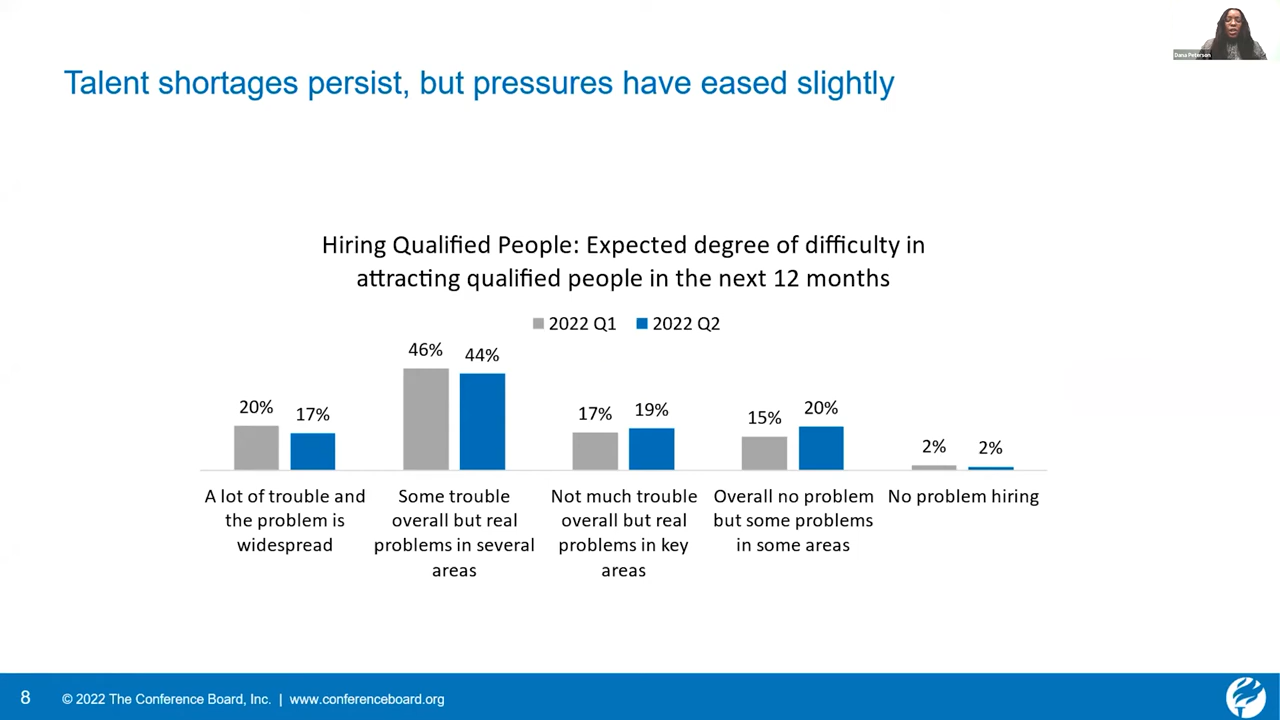 Dana Peterson
Talent shortages persist, but pressures have eased slightly
Hiring Qualified People: Expected degree of difficulty in
attracting qualified people in the next 12 months
2022 Q1 2022 Q2
20% 17% 46% 44% 17% 19% 15% 20% 2% 2%
A lot of trouble and
the problem is
widespread
Some trouble
overall but real
problems in several
areas
Not much trouble
overall but real
problems in key
areas
Overall no problem
but some problems
in some areas
No problem hiring
8 © 2022 The Conference Board, Inc. | www.conferenceboard.org